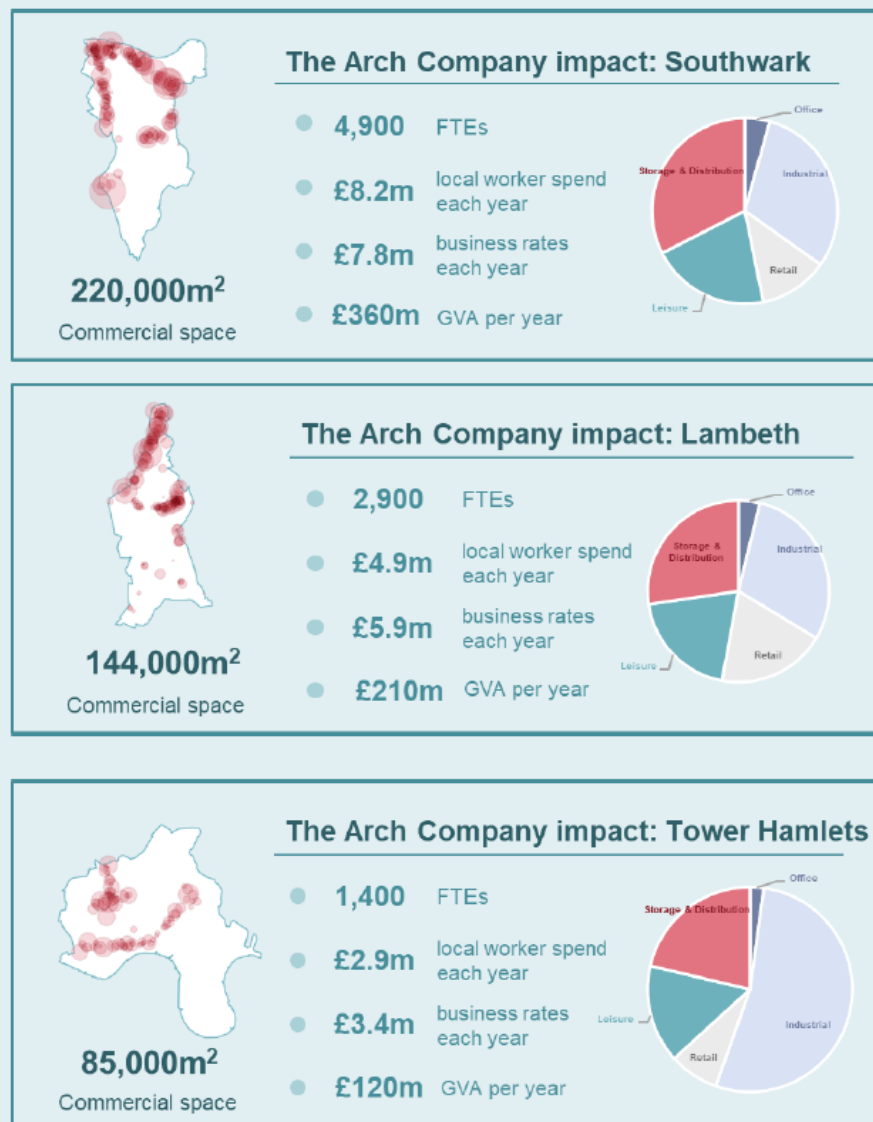 The Arch Company impact: Southwark
4,900 FTEs
£8.2m local worker spend
each year
£7.8m business rates
each year
£360m GVA per year
220,000m²
Commercial space
Office
Industrial
Retail
Leisure
Storage & Distribution
The Arch Company impact: Lambeth
2,900 FTEs
£4.9m local worker spend
each year
£5.9m business rates
each year
£210m GVA per year
144,000m²
Commercial space
Office
Industrial
Retail
Leisure
Storage &
Distribution
The Arch Company impact: Tower Hamlets
1,400 FTEs
£2.9m local worker spend
each year
£3.4m business rates
each year
£120m GVA per year
85,000m²
Commercial space
Office
Industrial
Retail
Leisure
Storage & Distribution